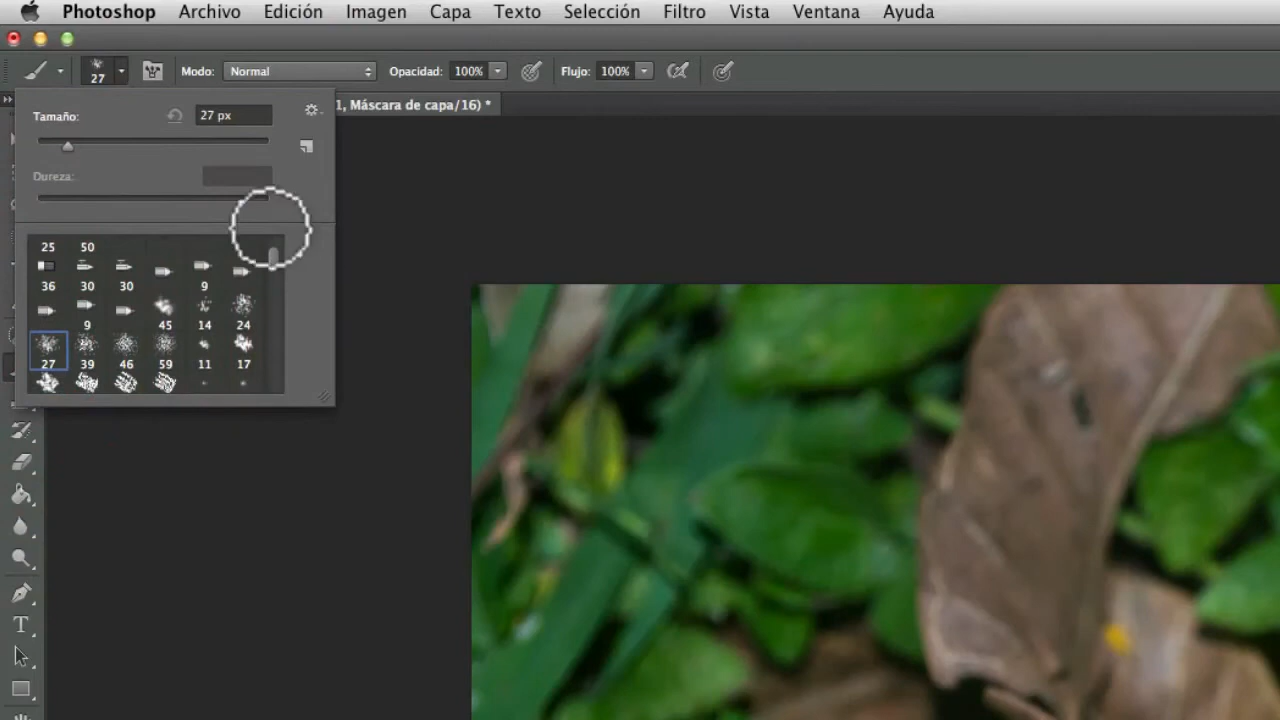 Photoshop Archivo Edición Imagen Capa Texto Selección Filtro Vista Ventana Ayuda
27 Modo: Normal Opacidad: 100% Flujo: 100%
1, Máscara de capa/16) *
Tamaño: 27 px
Dureza:
25 50
36 30 30 9
9 45 14 24
27 39 46 59 11 17
T